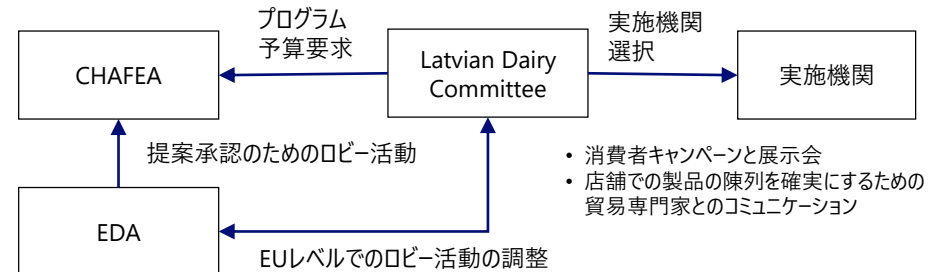 プログラム
予算要求
実施機関
選択
CHAFEA
Latvian Dairy
Committee
実施機関
提案承認のためのロビー活動
• 消費者キャンペーンと展示会
• 店舗での製品の陳列を確実にするための
貿易専門家とのコミュニケーション
EDA
EUレベルでのロビー活動の調整